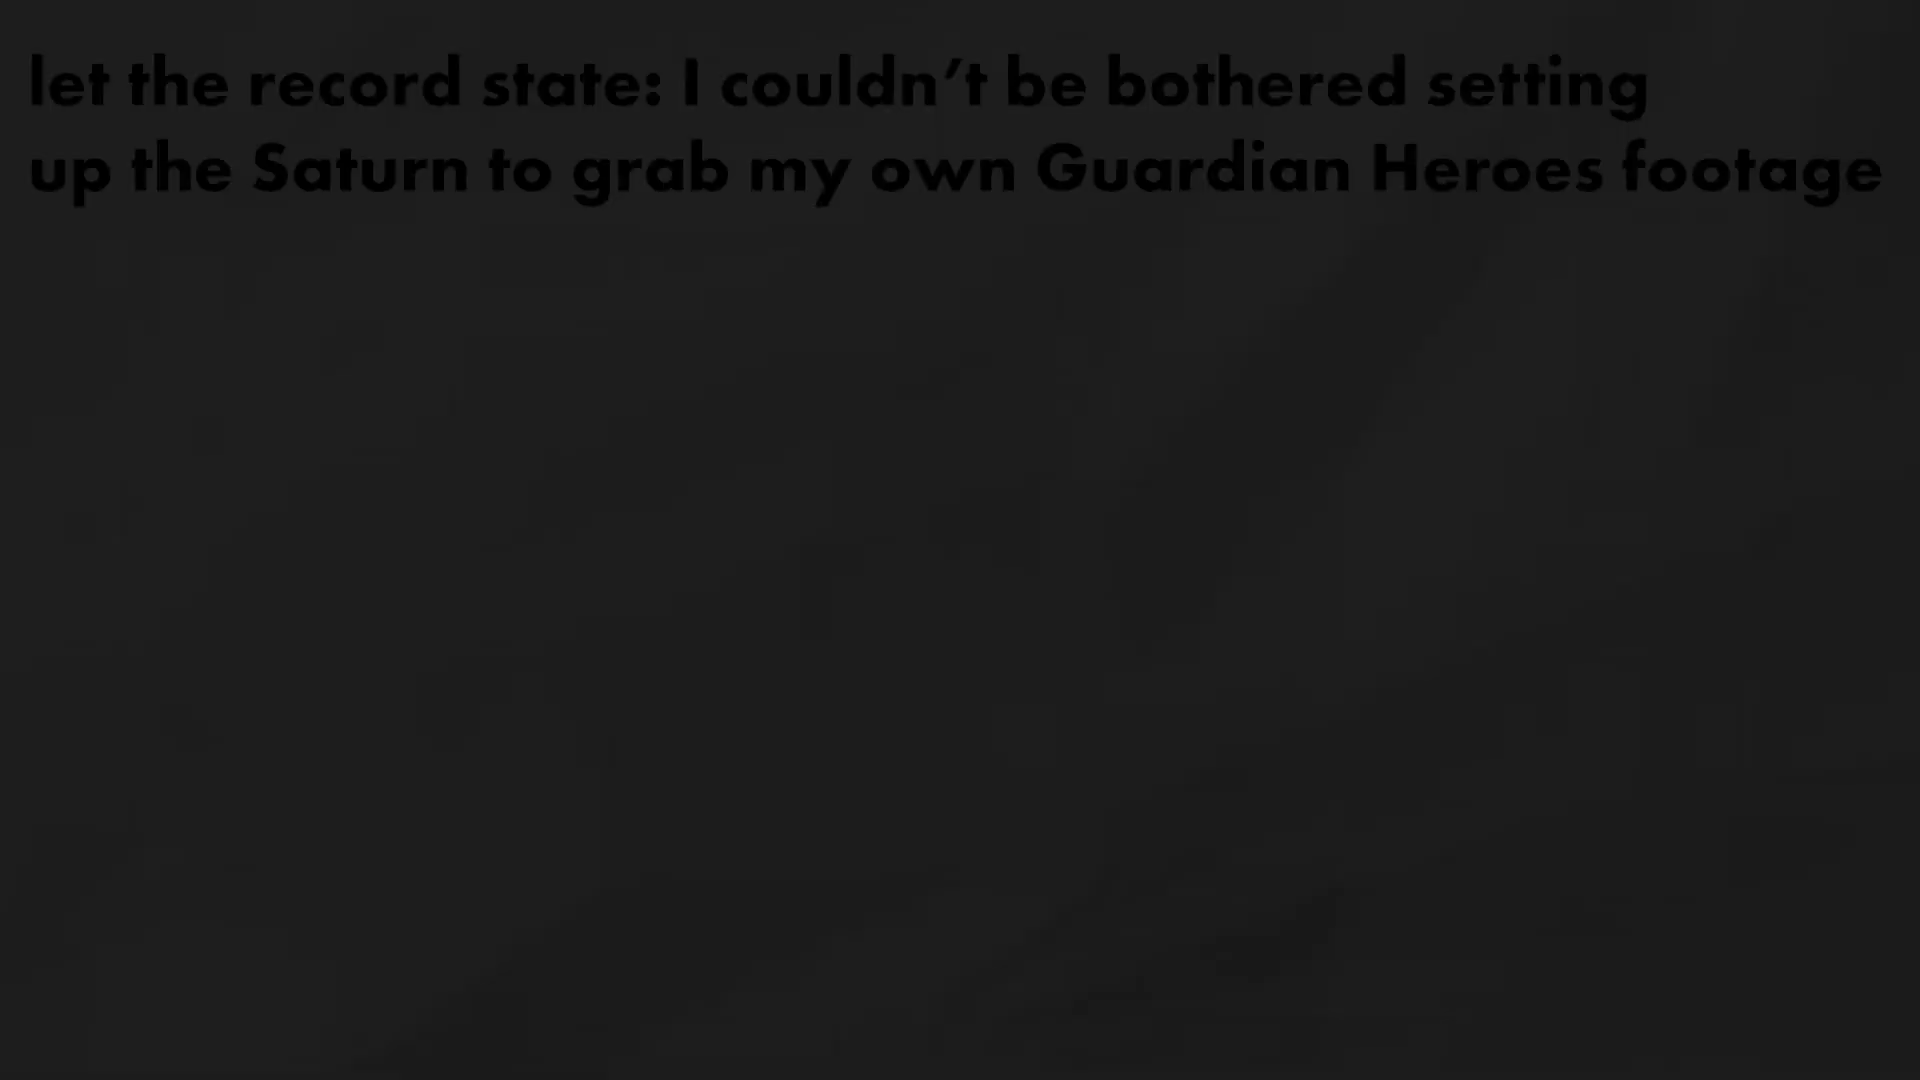 let the record state: I couldn’t be bothered setting
up the Saturn to grab my own Guardian Heroes footage